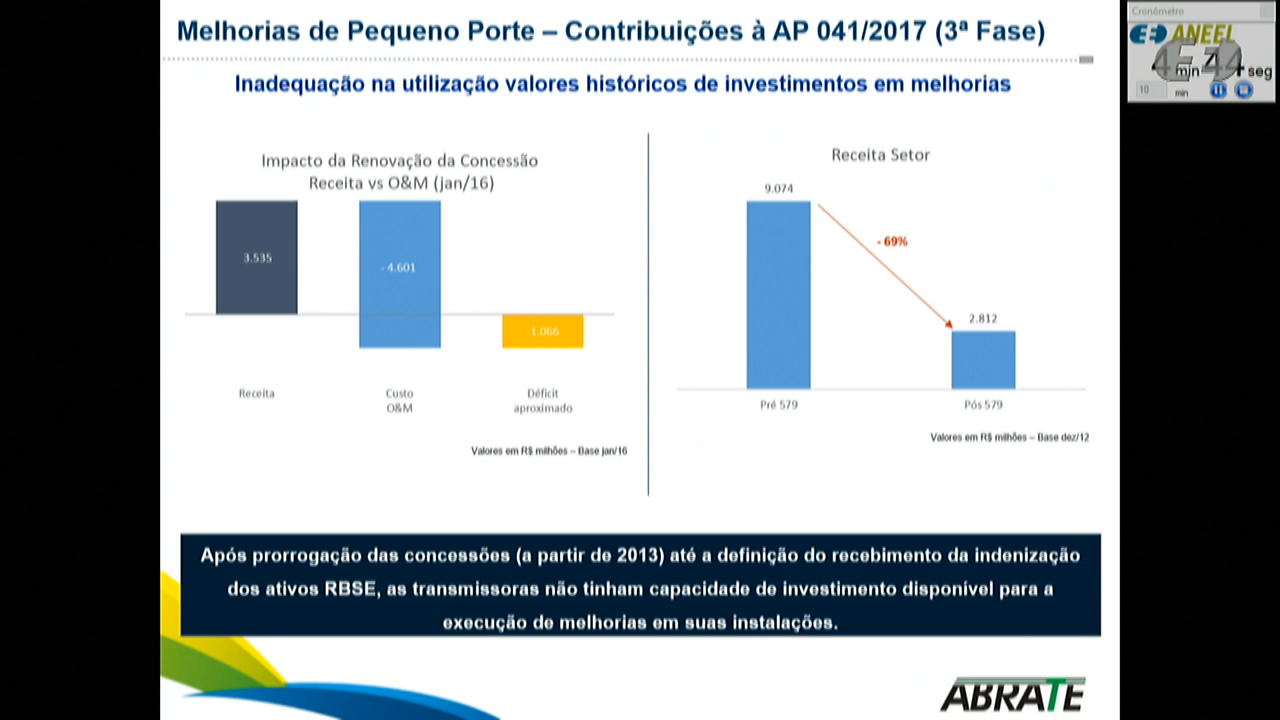 Melhorias de Pequeno Porte – Contribuições à AP 041/2017 (3ª Fase)
Inadequação na utilização valores históricos de investimentos em melhorias
Impacto da Renovação da Concessão
Receita vs O&M (jan/16)
3.535
- 4.601
1.066
Receita
Custo
O&M
Déficit
aproximado
Valores em R$ milhões – Base jan/16
Receita Setor
9.074
- 69%
2.812
Pré 579
Pós 579
Valores em R$ milhões – Base dez/12
Após prorrogação das concessões (a partir de 2013) até a definição do recebimento da indenização
dos ativos RBSE, as transmissoras não tinham capacidade de investimento disponível para a
execução de melhorias em suas instalações.
ABRATE
Cronômetro
ANEEL
min
seg
10
min